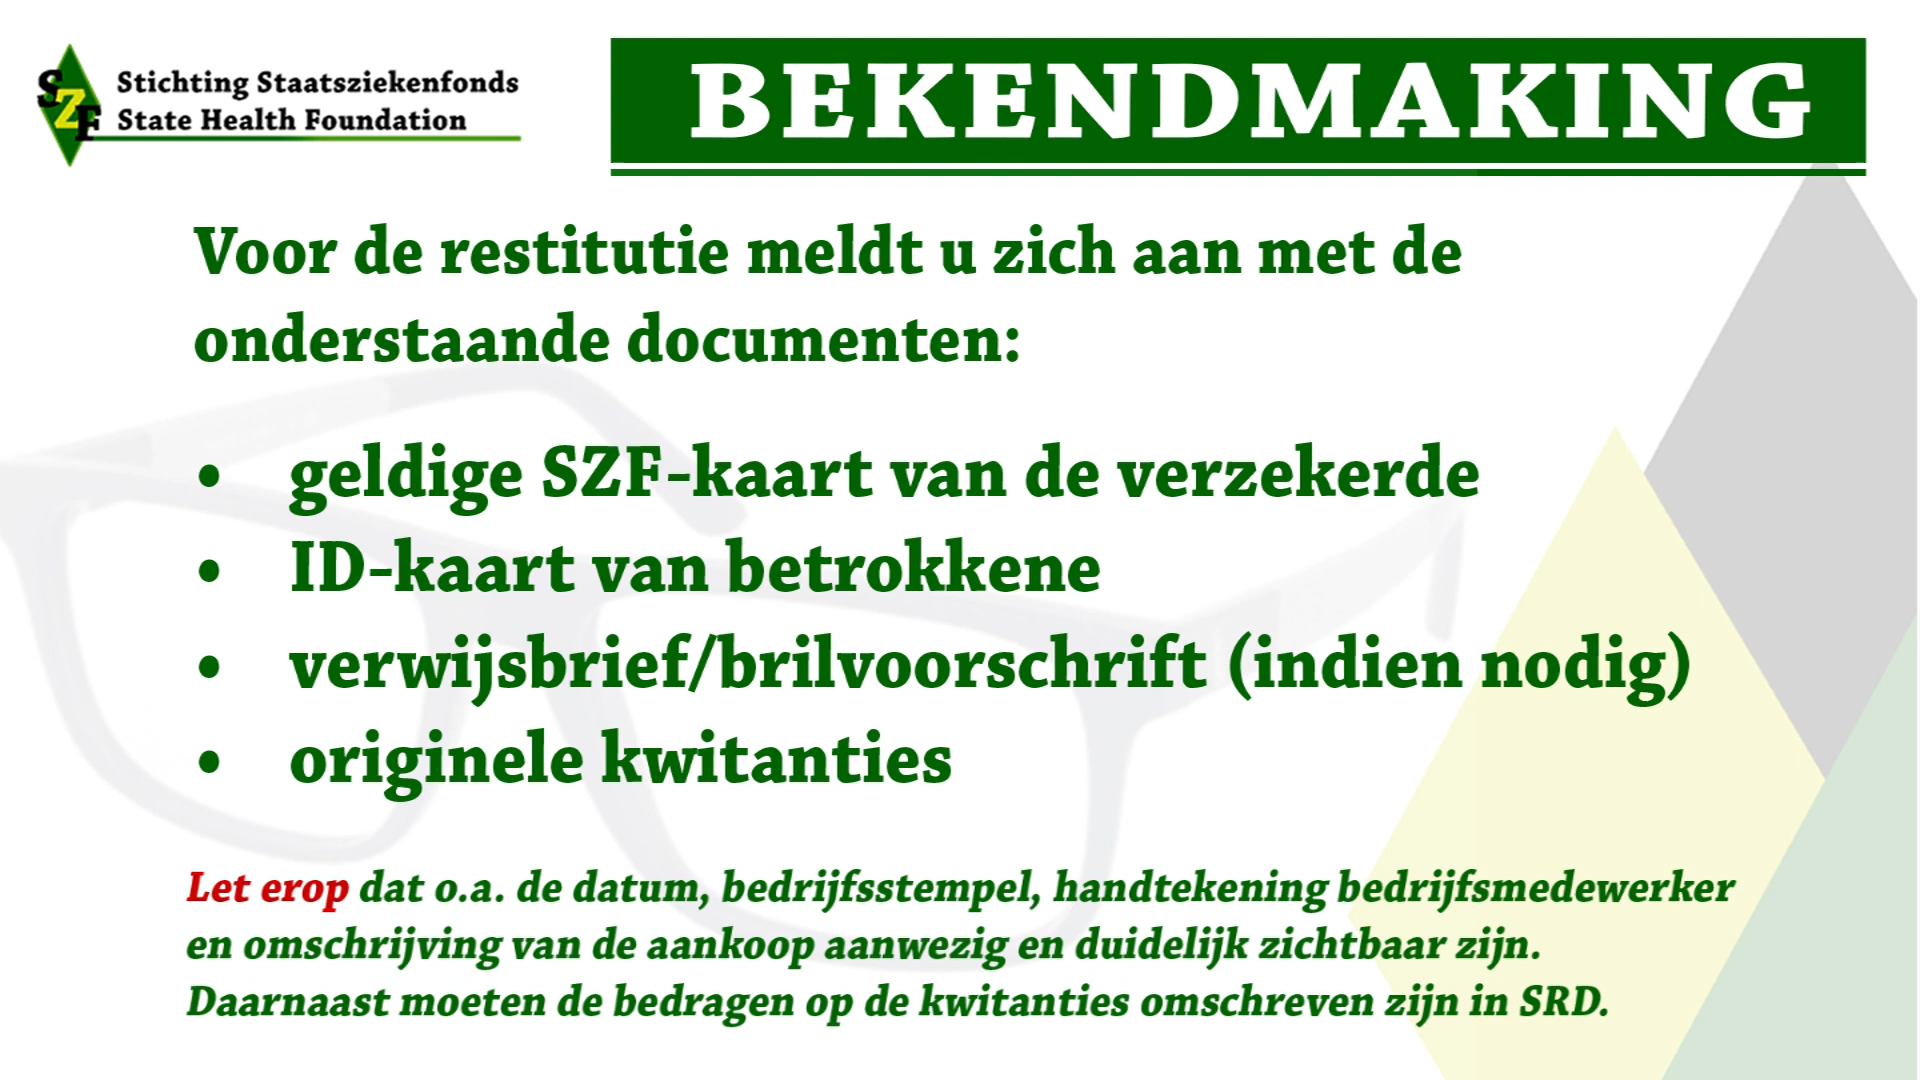 SZF
Stichting Staatsziekenfonds
State Health Foundation
BEKENDMAKING
Voor de restitutie meldt u zich aan met de
onderstaande documenten:
• geldige SZF-kaart van de verzekerde
• ID-kaart van betrokkene
• verwijsbrief/brilvoorschrift (indien nodig)
• originele kwitanties
Let erop dat o.a. de datum, bedrijfsstempel, handtekening bedrijfsmedewerker
en omschrijving van de aankoop aanwezig en duidelijk zichtbaar zijn.
Daarnaast moeten de bedragen op de kwitanties omschreven zijn in SRD.